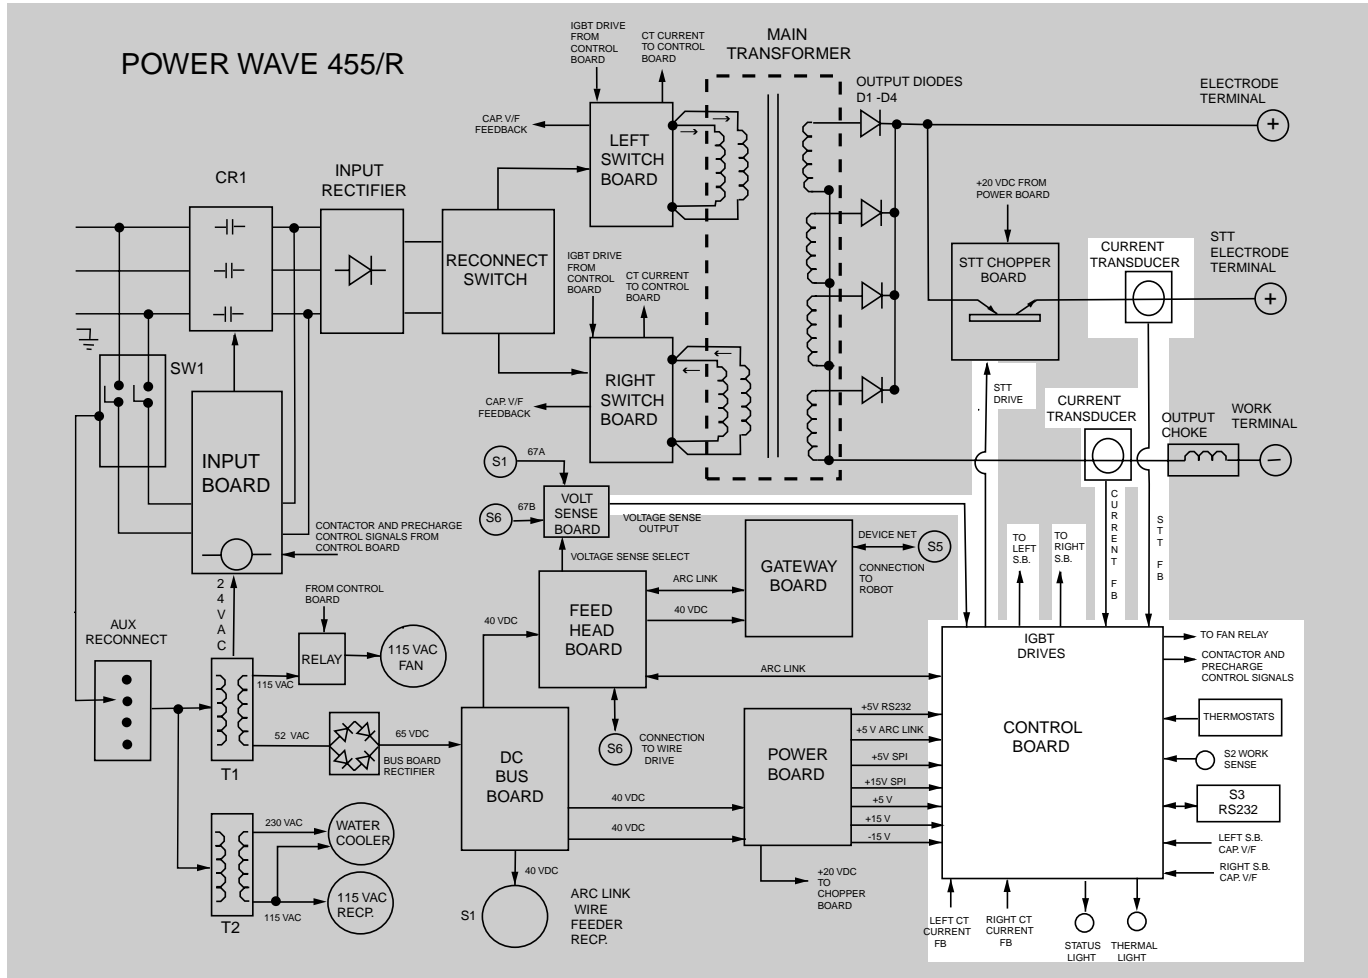 POWER WAVE 455/R
IGBT DRIVE
FROM
CONTROL
BOARD
CT CURRENT
TO CONTROL
BOARD
MAIN
TRANSFORMER
OUTPUT DIODES
D1 -D4
ELECTRODE
TERMINAL
+
CAP. V/F
FEEDBACK
LEFT
SWITCH
BOARD
CR1
INPUT
RECTIFIER
RECONNECT
SWITCH
+20 VDC FROM
POWER BOARD
STT CHOPPER
BOARD
CURRENT
TRANSDUCER
STT
ELECTRODE
TERMINAL
+
IGBT DRIVE
FROM
CONTROL
BOARD
CT CURRENT
TO CONTROL
BOARD
SW1
CAP. V/F
FEEDBACK
RIGHT
SWITCH
BOARD
STT
DRIVE
CURRENT
TRANSDUCER
OUTPUT
CHOKE
WORK
TERMINAL
–
INPUT
BOARD
S1
67A
S6
67B
VOLT
SENSE
BOARD
VOLTAGE SENSE
OUTPUT
VOLTAGE SENSE SELECT
CONTACTOR AND PRECHARGE
CONTROL SIGNALS FROM
CONTROL BOARD
GATEWAY
BOARD
DEVICE NET
S5
CONNECTION
TO
ROBOT
TO
LEFT
S.B.
TO
RIGHT
S.B.
CURRENT FB
STT FB
24VAC
FROM CONTROL
BOARD
AUX
RECONNECT
RELAY
115 VAC
FAN
115 VAC
40 VDC
FEED
HEAD
BOARD
ARC LINK
40 VDC
ARC LINK
IGBT
DRIVES
CONTROL
BOARD
TO FAN RELAY
CONTACTOR AND
PRECHARGE
CONTROL SIGNALS
THERMOSTATS
S2 WORK
SENSE
S3
RS232
LEFT S.B.
CAP. V/F
RIGHT S.B.
CAP. V/F
52 VAC
65 VDC
BUS BOARD
RECTIFIER
T1
DC
BUS
BOARD
S6
CONNECTION
TO WIRE
DRIVE
POWER
BOARD
+5V RS232
+5 V ARC LINK
+5V SPI
+15V SPI
+5 V
+15 V
-15 V
40 VDC
40 VDC
230 VAC
WATER
COOLER
115 VAC
RECP.
115 VAC
T2
40 VDC
S1
ARC LINK
WIRE
FEEDER
RECP.
+20 VDC
TO
CHOPPER
BOARD
LEFT CT
CURRENT
FB
RIGHT CT
CURRENT
FB
STATUS
LIGHT
THERMAL
LIGHT